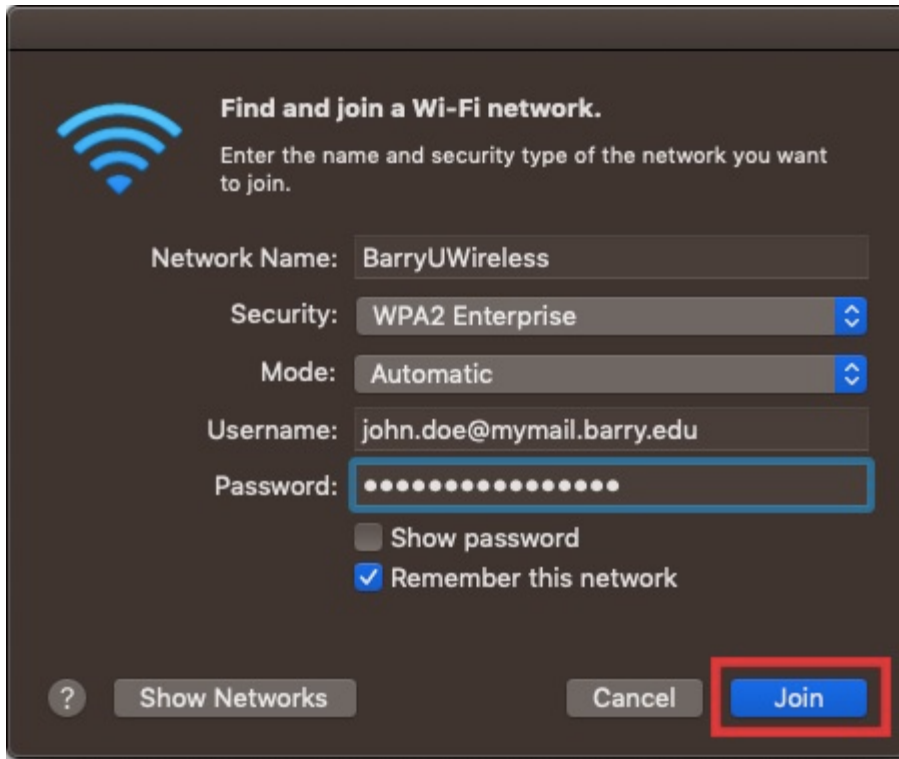 Find and join a Wi-Fi network.
Enter the name and security type of the network you want
to join.
Network Name: BarryUWireless
Security: WPA2 Enterprise
Mode: Automatic
Username: john.doe@mymail.barry.edu
Password: ••••••••••••••••
Show password
Remember this network
? Show Networks Cancel Join